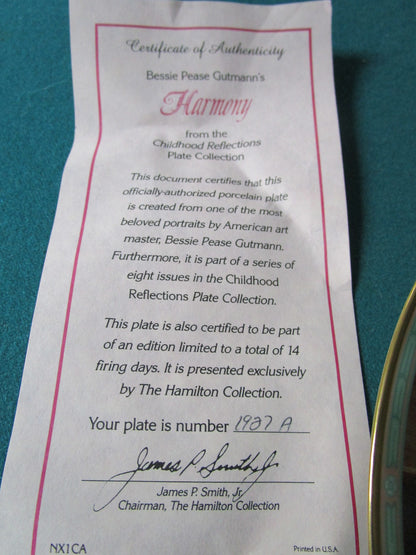 Certificate of Authenticity
Bessie Pease Gutmann's
Harmony
from the
Childhood Reflections
Plate Collection
This document certifies that this
officially-authorized porcelain plate
is created from one of the most
beloved portraits by American art
master, Bessie Pease Gutmann.
Furthermore, it is part of a series of
eight issues in the Childhood
Reflections Plate Collection.
This plate is also certified to be part
of an edition limited to a total of 14
firing days. It is presented exclusively
by The Hamilton Collection.
Your plate is number 1927 A
James P. Smith Jr
James P. Smith, Jr.
Chairman, The Hamilton Collection
NX1CA
Printed in U.S.A.